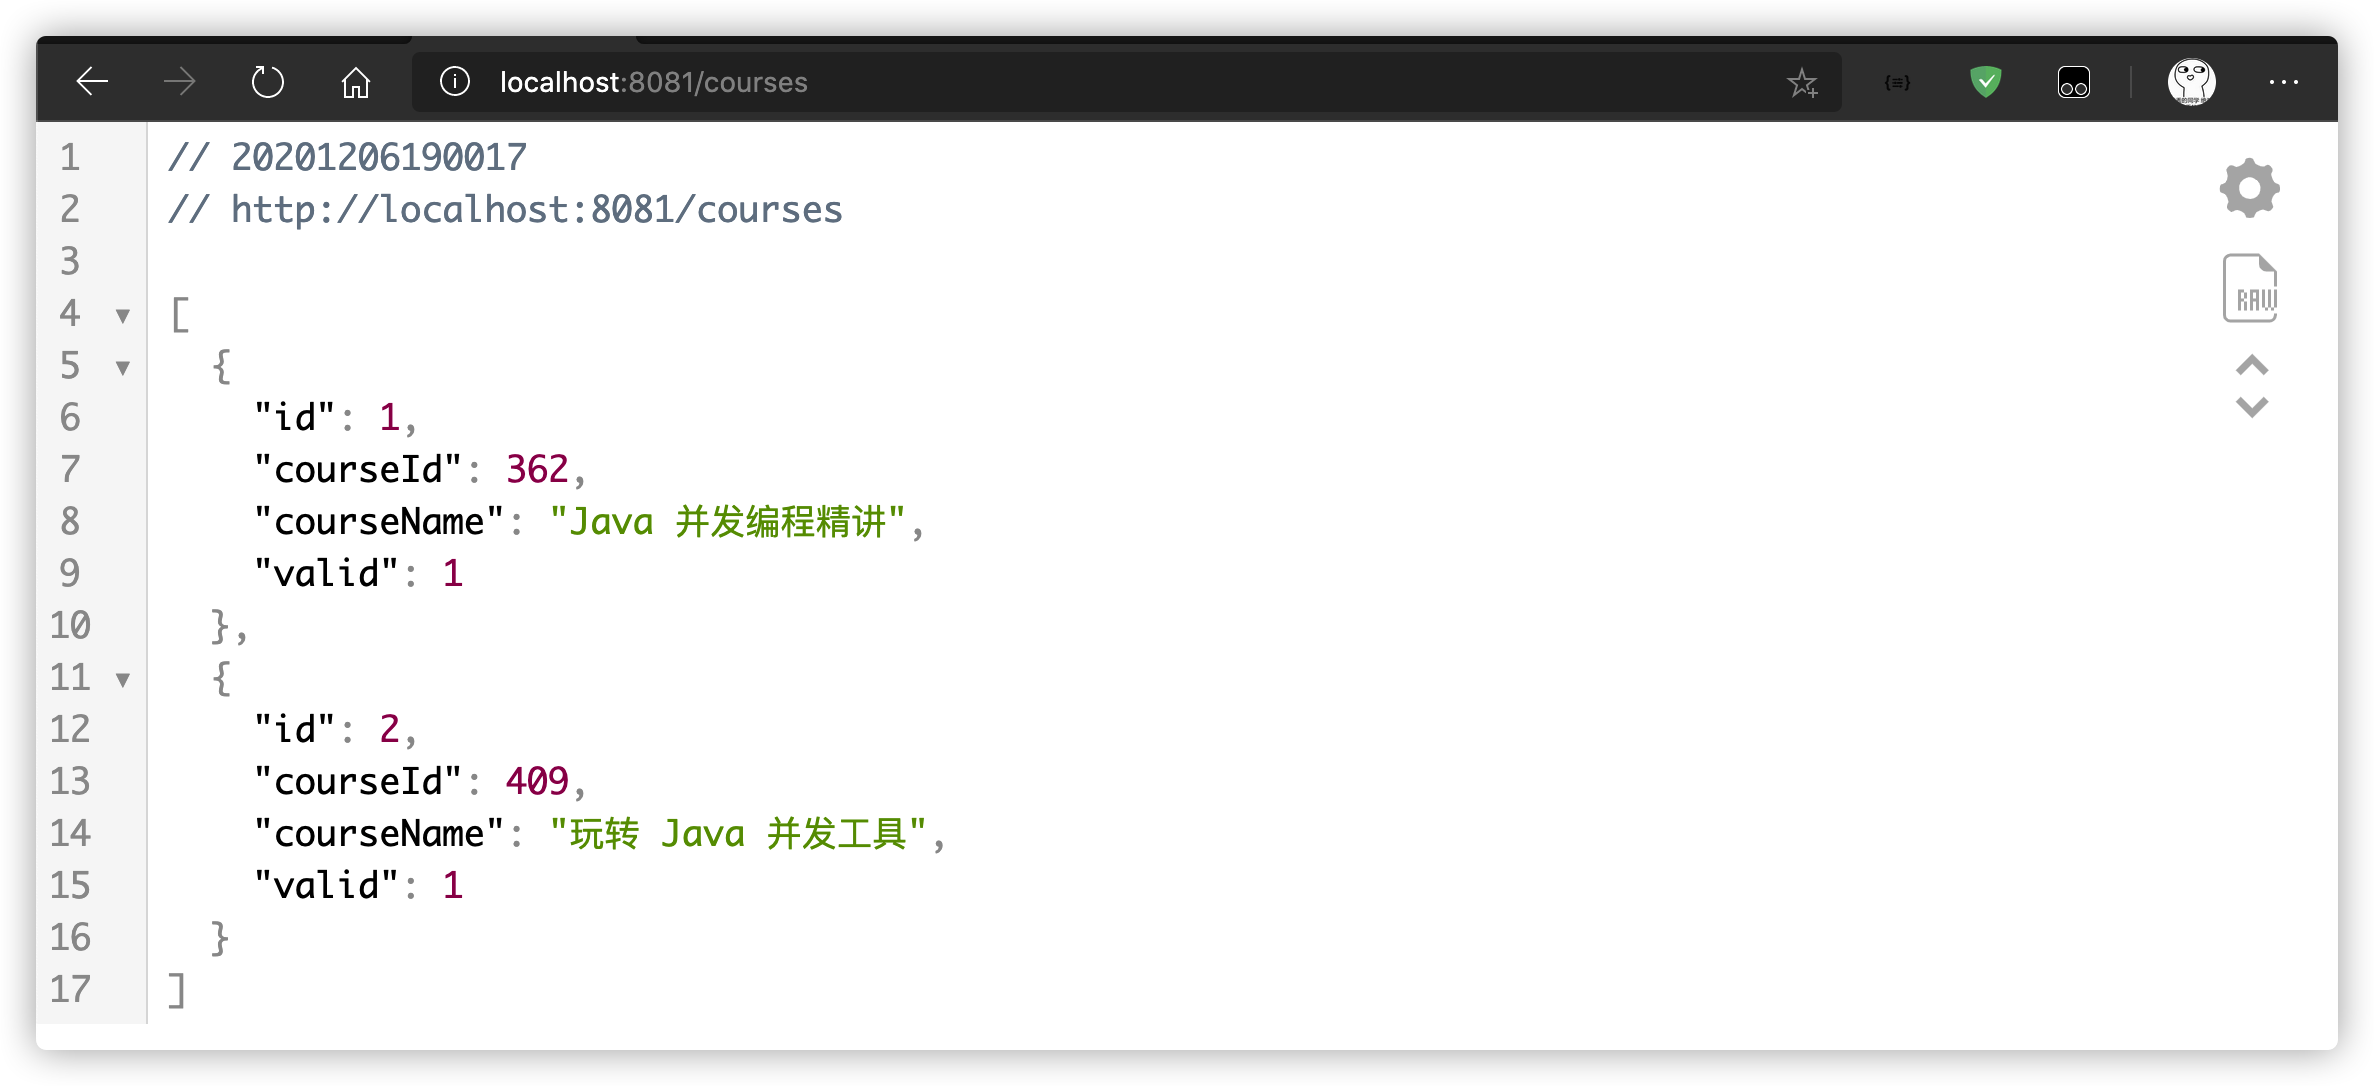 localhost:8081/courses
1 // 20201206190017
2 // http://localhost:8081/courses
3
4 [
5 {
6 "id": 1,
7 "courseId": 362,
8 "courseName": "Java 并发编程精讲",
9 "valid": 1
10 },
11 {
12 "id": 2,
13 "courseId": 409,
14 "courseName": "玩转 Java 并发工具",
15 "valid": 1
16 }
17 ]
RAW